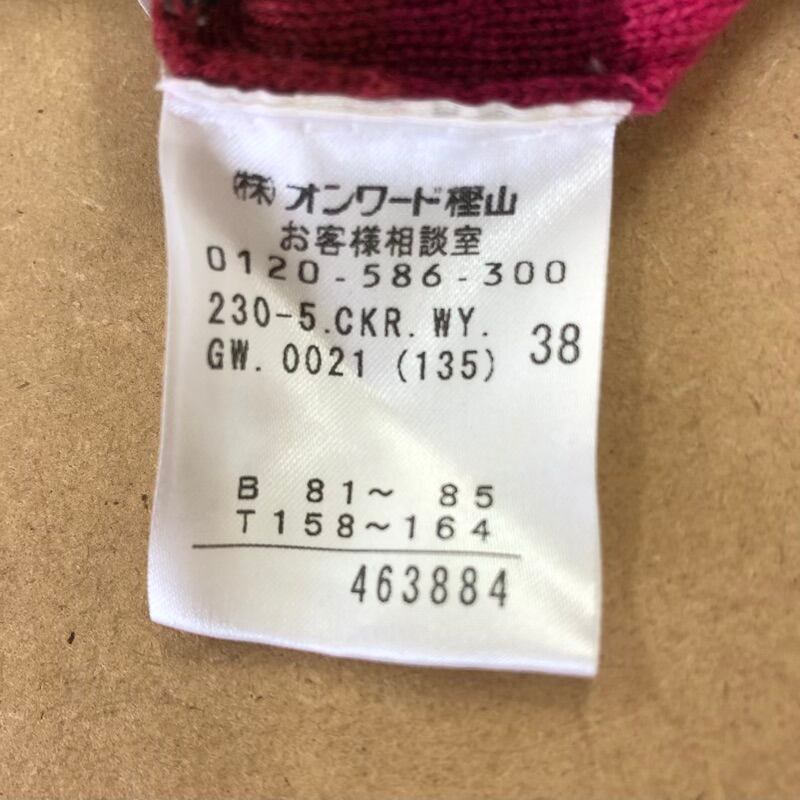 ㈱オンワード樫山
お客様相談室
0120-586-300
230-5.CKR.WY.
GW.0021 (135) 38
B 81～ 85
T158～164
463884